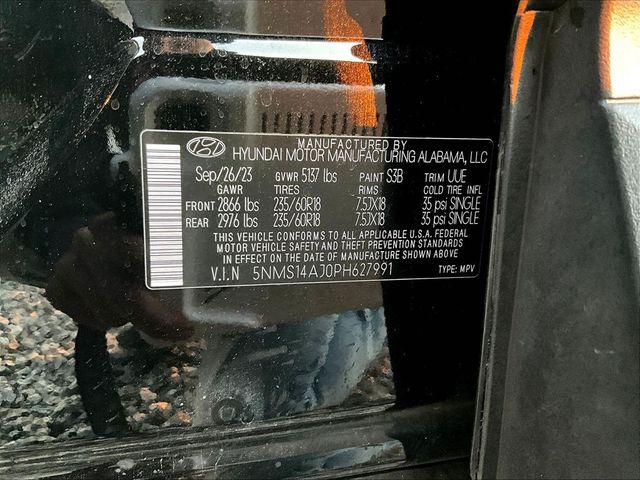 MANUFACTURED BY
HYUNDAI MOTOR MANUFACTURING ALABAMA, LLC
Sep/26/23 GVWR 5137 lbs PAINT S3B TRIM UUE
GAWR TIRES RIMS COLD TIRE INFL
FRONT 2866 lbs 235/60R18 7.5JX18 35 psi SINGLE
REAR 2976 lbs 235/60R18 7.5JX18 35 psi SINGLE
THIS VEHICLE CONFORMS TO ALL APPLICABLE U.S.A. FEDERAL
MOTOR VEHICLE SAFETY, BUMPER, AND THEFT PREVENTION STANDARDS
IN EFFECT ON THE DATE OF MANUFACTURE SHOWN ABOVE.
V.I.N 5NMS14AJ0PH627991 TYPE: MPV